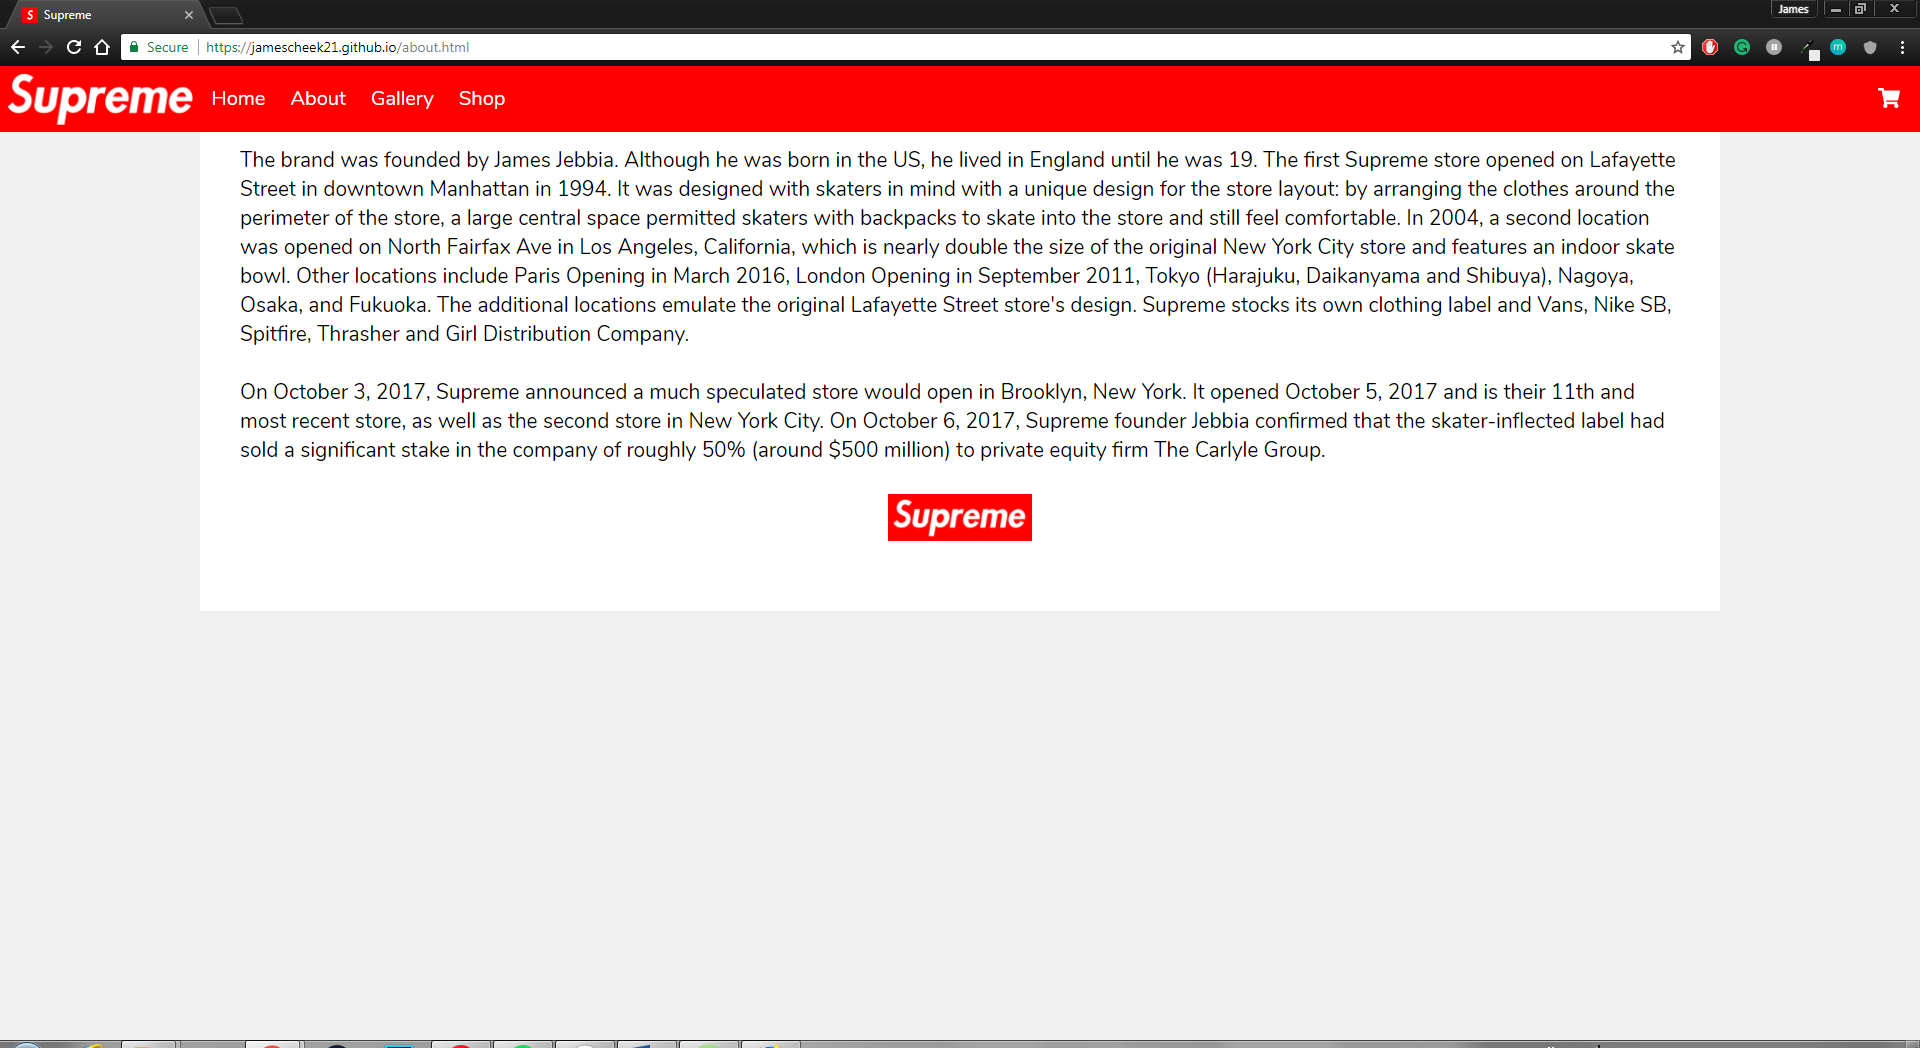 S Supreme
James
Secure https://jamescheek21.github.io/about.html
Supreme Home About Gallery Shop
The brand was founded by James Jebbia. Although he was born in the US, he lived in England until he was 19. The first Supreme store opened on Lafayette
Street in downtown Manhattan in 1994. It was designed with skaters in mind with a unique design for the store layout: by arranging the clothes around the
perimeter of the store, a large central space permitted skaters with backpacks to skate into the store and still feel comfortable. In 2004, a second location
was opened on North Fairfax Ave in Los Angeles, California, which is nearly double the size of the original New York City store and features an indoor skate
bowl. Other locations include Paris Opening in March 2016, London Opening in September 2011, Tokyo (Harajuku, Daikanyama and Shibuya), Nagoya,
Osaka, and Fukuoka. The additional locations emulate the original Lafayette Street store's design. Supreme stocks its own clothing label and Vans, Nike SB,
Spitfire, Thrasher and Girl Distribution Company.
On October 3, 2017, Supreme announced a much speculated store would open in Brooklyn, New York. It opened October 5, 2017 and is their 11th and
most recent store, as well as the second store in New York City. On October 6, 2017, Supreme founder Jebbia confirmed that the skater-inflected label had
sold a significant stake in the company of roughly 50% (around $500 million) to private equity firm The Carlyle Group.
Supreme